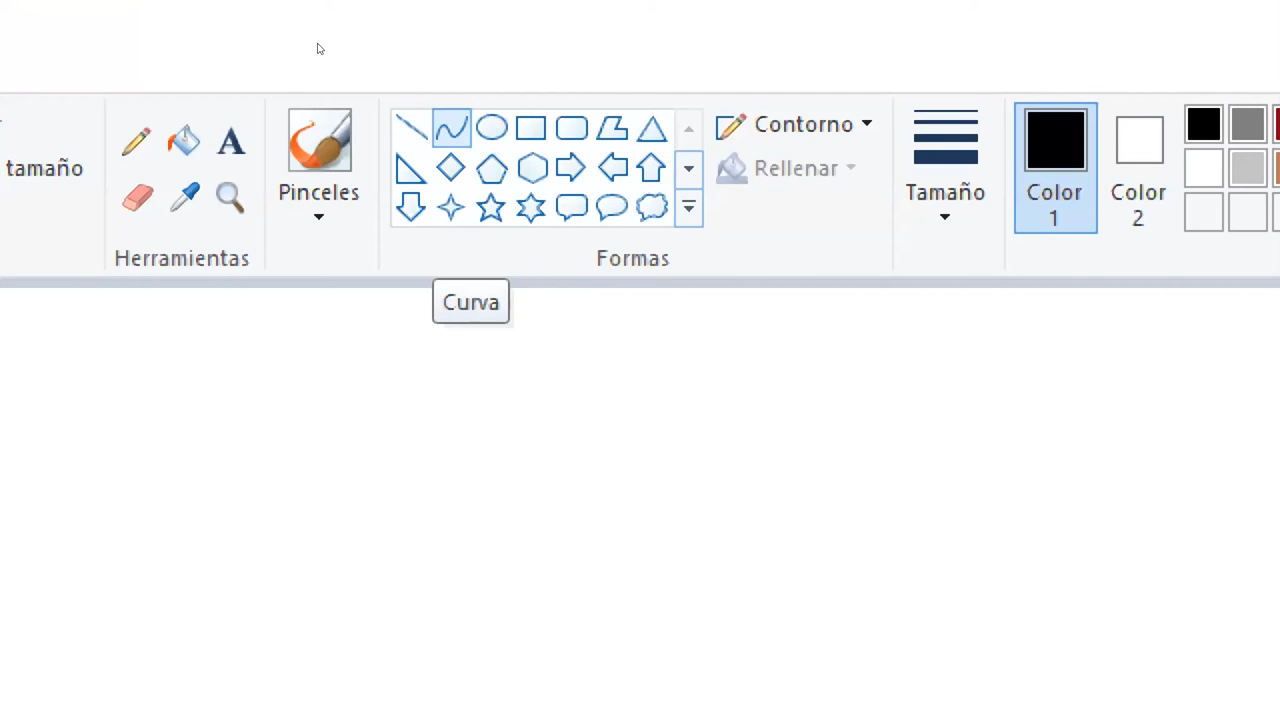 tamaño
Herramientas
Pinceles
Formas
Contorno
Rellenar
Tamaño
Color
1
Color
2
Curva